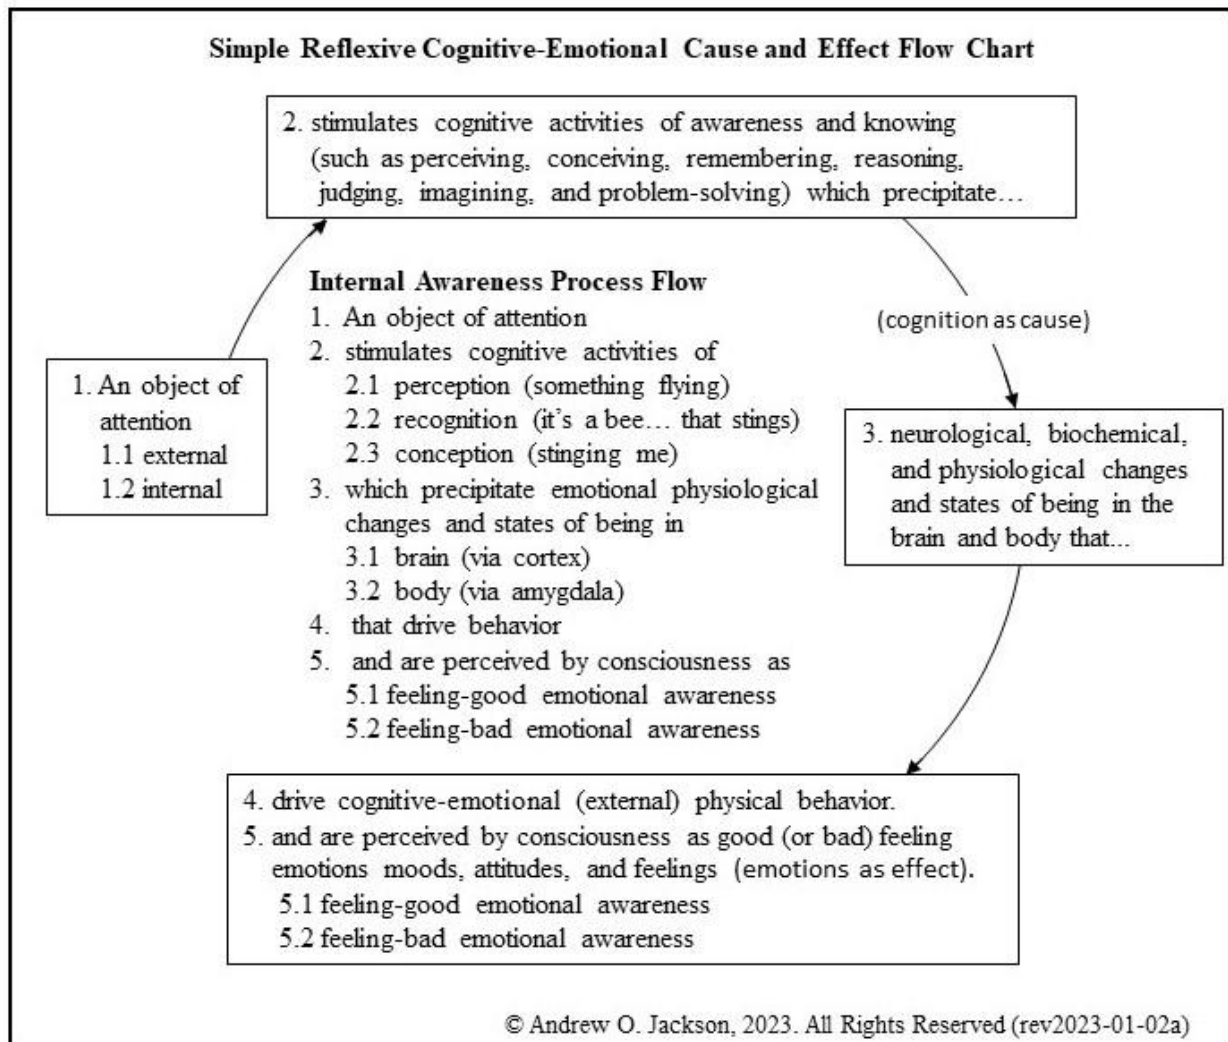 Simple Reflexive Cognitive-Emotional Cause and Effect Flow Chart
2. stimulates cognitive activities of awareness and knowing
(such as perceiving, conceiving, remembering, reasoning,
judging, imagining, and problem-solving) which precipitate…
Internal Awareness Process Flow
1. An object of attention
2. stimulates cognitive activities of
2.1 perception (something flying)
2.2 recognition (it's a bee… that stings)
2.3 conception (stinging me)
3. which precipitate emotional physiological
changes and states of being in
3.1 brain (via cortex)
3.2 body (via amygdala)
4. that drive behavior
5. and are perceived by consciousness as
5.1 feeling-good emotional awareness
5.2 feeling-bad emotional awareness
(cognition as cause)
1. An object of
attention
1.1 external
1.2 internal
3. neurological, biochemical,
and physiological changes
and states of being in the
brain and body that...
4. drive cognitive-emotional (external) physical behavior.
5. and are perceived by consciousness as good (or bad) feeling
emotions moods, attitudes, and feelings (emotions as effect).
5.1 feeling-good emotional awareness
5.2 feeling-bad emotional awareness
© Andrew O. Jackson, 2023. All Rights Reserved (rev2023-01-02a)